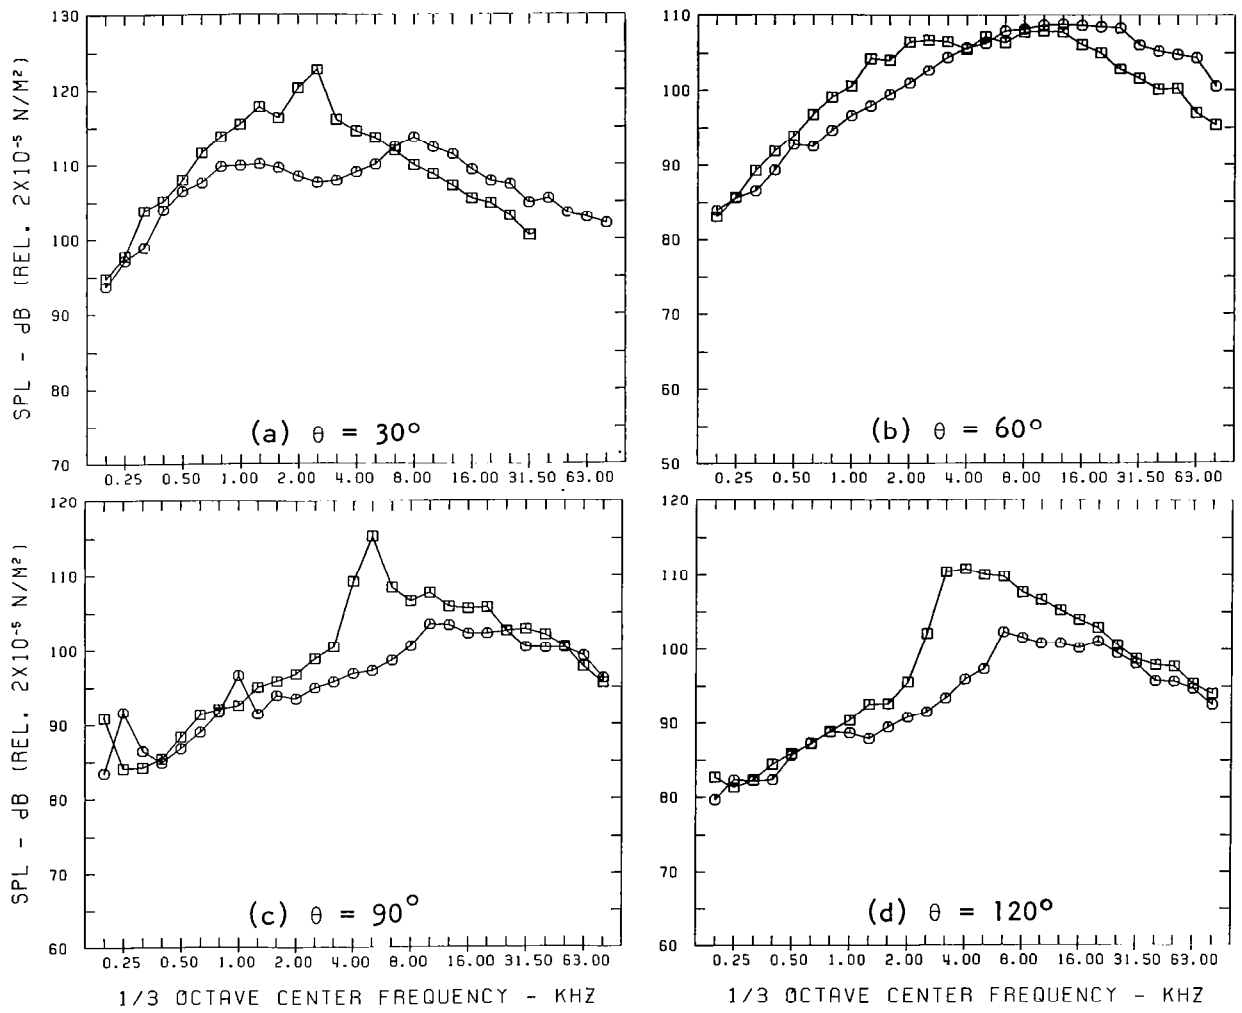 130
120
110
100
90
80
70
SPL - dB (REL. 2X10⁻⁵ N/M²)
(a) θ = 30°
0.25 0.50 1.00 2.00 4.00 8.00 16.00 31.50 63.00
110
100
90
80
70
60
50
(b) θ = 60°
0.25 0.50 1.00 2.00 4.00 8.00 16.00 31.50 63.00
120
110
100
90
80
70
60
SPL - dB (REL. 2X10⁻⁵ N/M²)
(c) θ = 90°
0.25 0.50 1.00 2.00 4.00 8.00 16.00 31.50 63.00
1/3 OCTAVE CENTER FREQUENCY - KHZ
120
110
100
90
80
70
60
(d) θ = 120°
0.25 0.50 1.00 2.00 4.00 8.00 16.00 31.50 63.00
1/3 OCTAVE CENTER FREQUENCY - KHZ